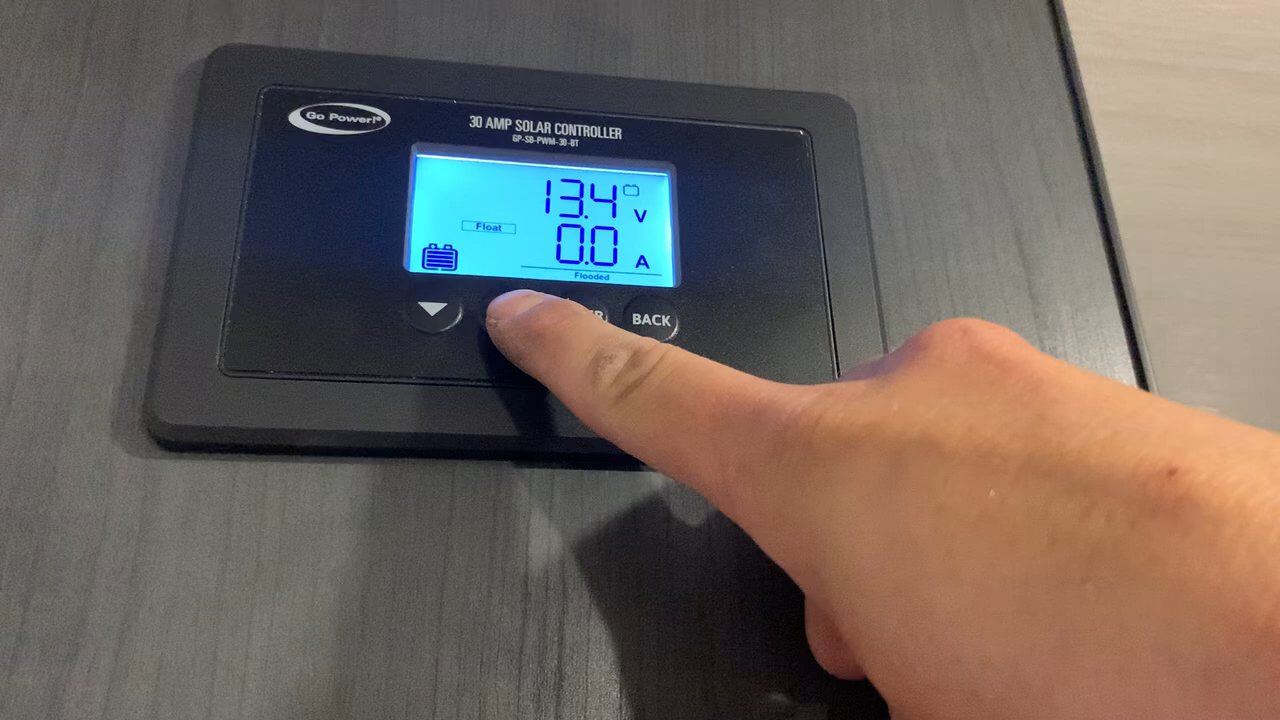 Go Power!®
30 AMP SOLAR CONTROLLER
GP-SB-PWM-30-BT
13.4 V
Float
0.0 A
Flooded
BACK